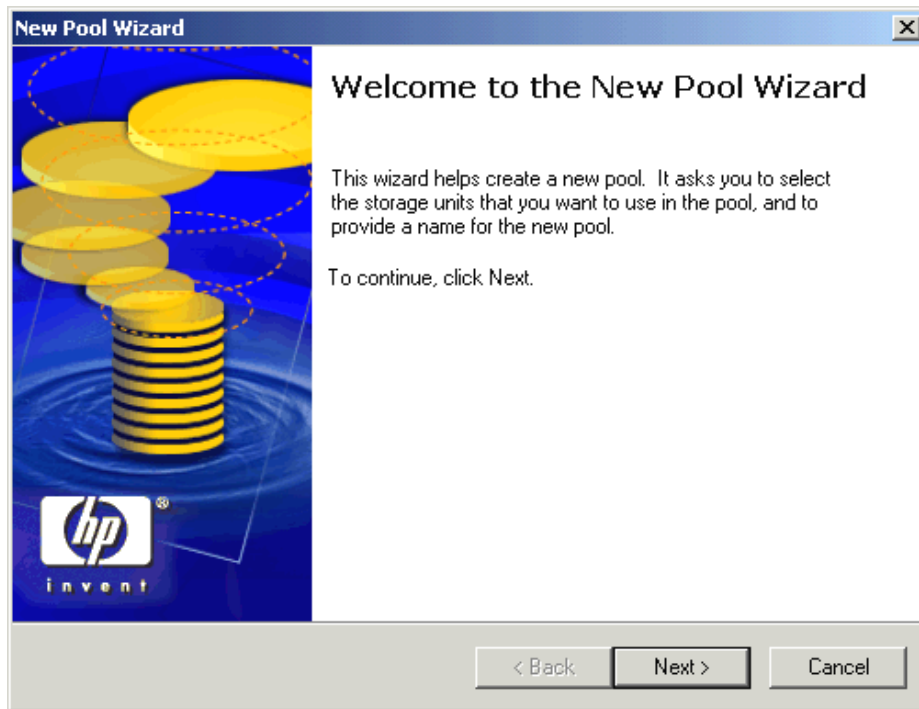 New Pool Wizard
Welcome to the New Pool Wizard
This wizard helps create a new pool. It asks you to select
the storage units that you want to use in the pool, and to
provide a name for the new pool.
To continue, click Next.
hp
®
invent
< Back
Next >
Cancel